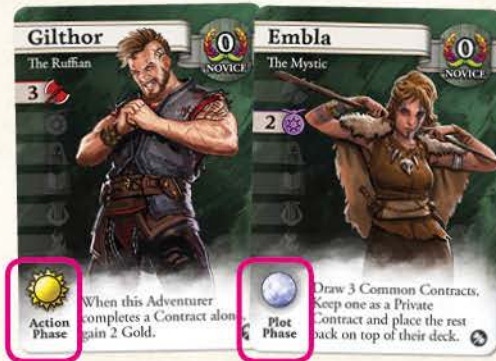 Gilthor
0
NOVICE
The Ruffian
3
Action
Phase
When this Adventurer
completes a Contract alone
gain 2 Gold.
Embla
0
NOVICE
The Mystic
2
Plot
Phase
Draw 3 Common Contracts.
Keep one as a Private
Contract and place the rest
back on top of their deck.